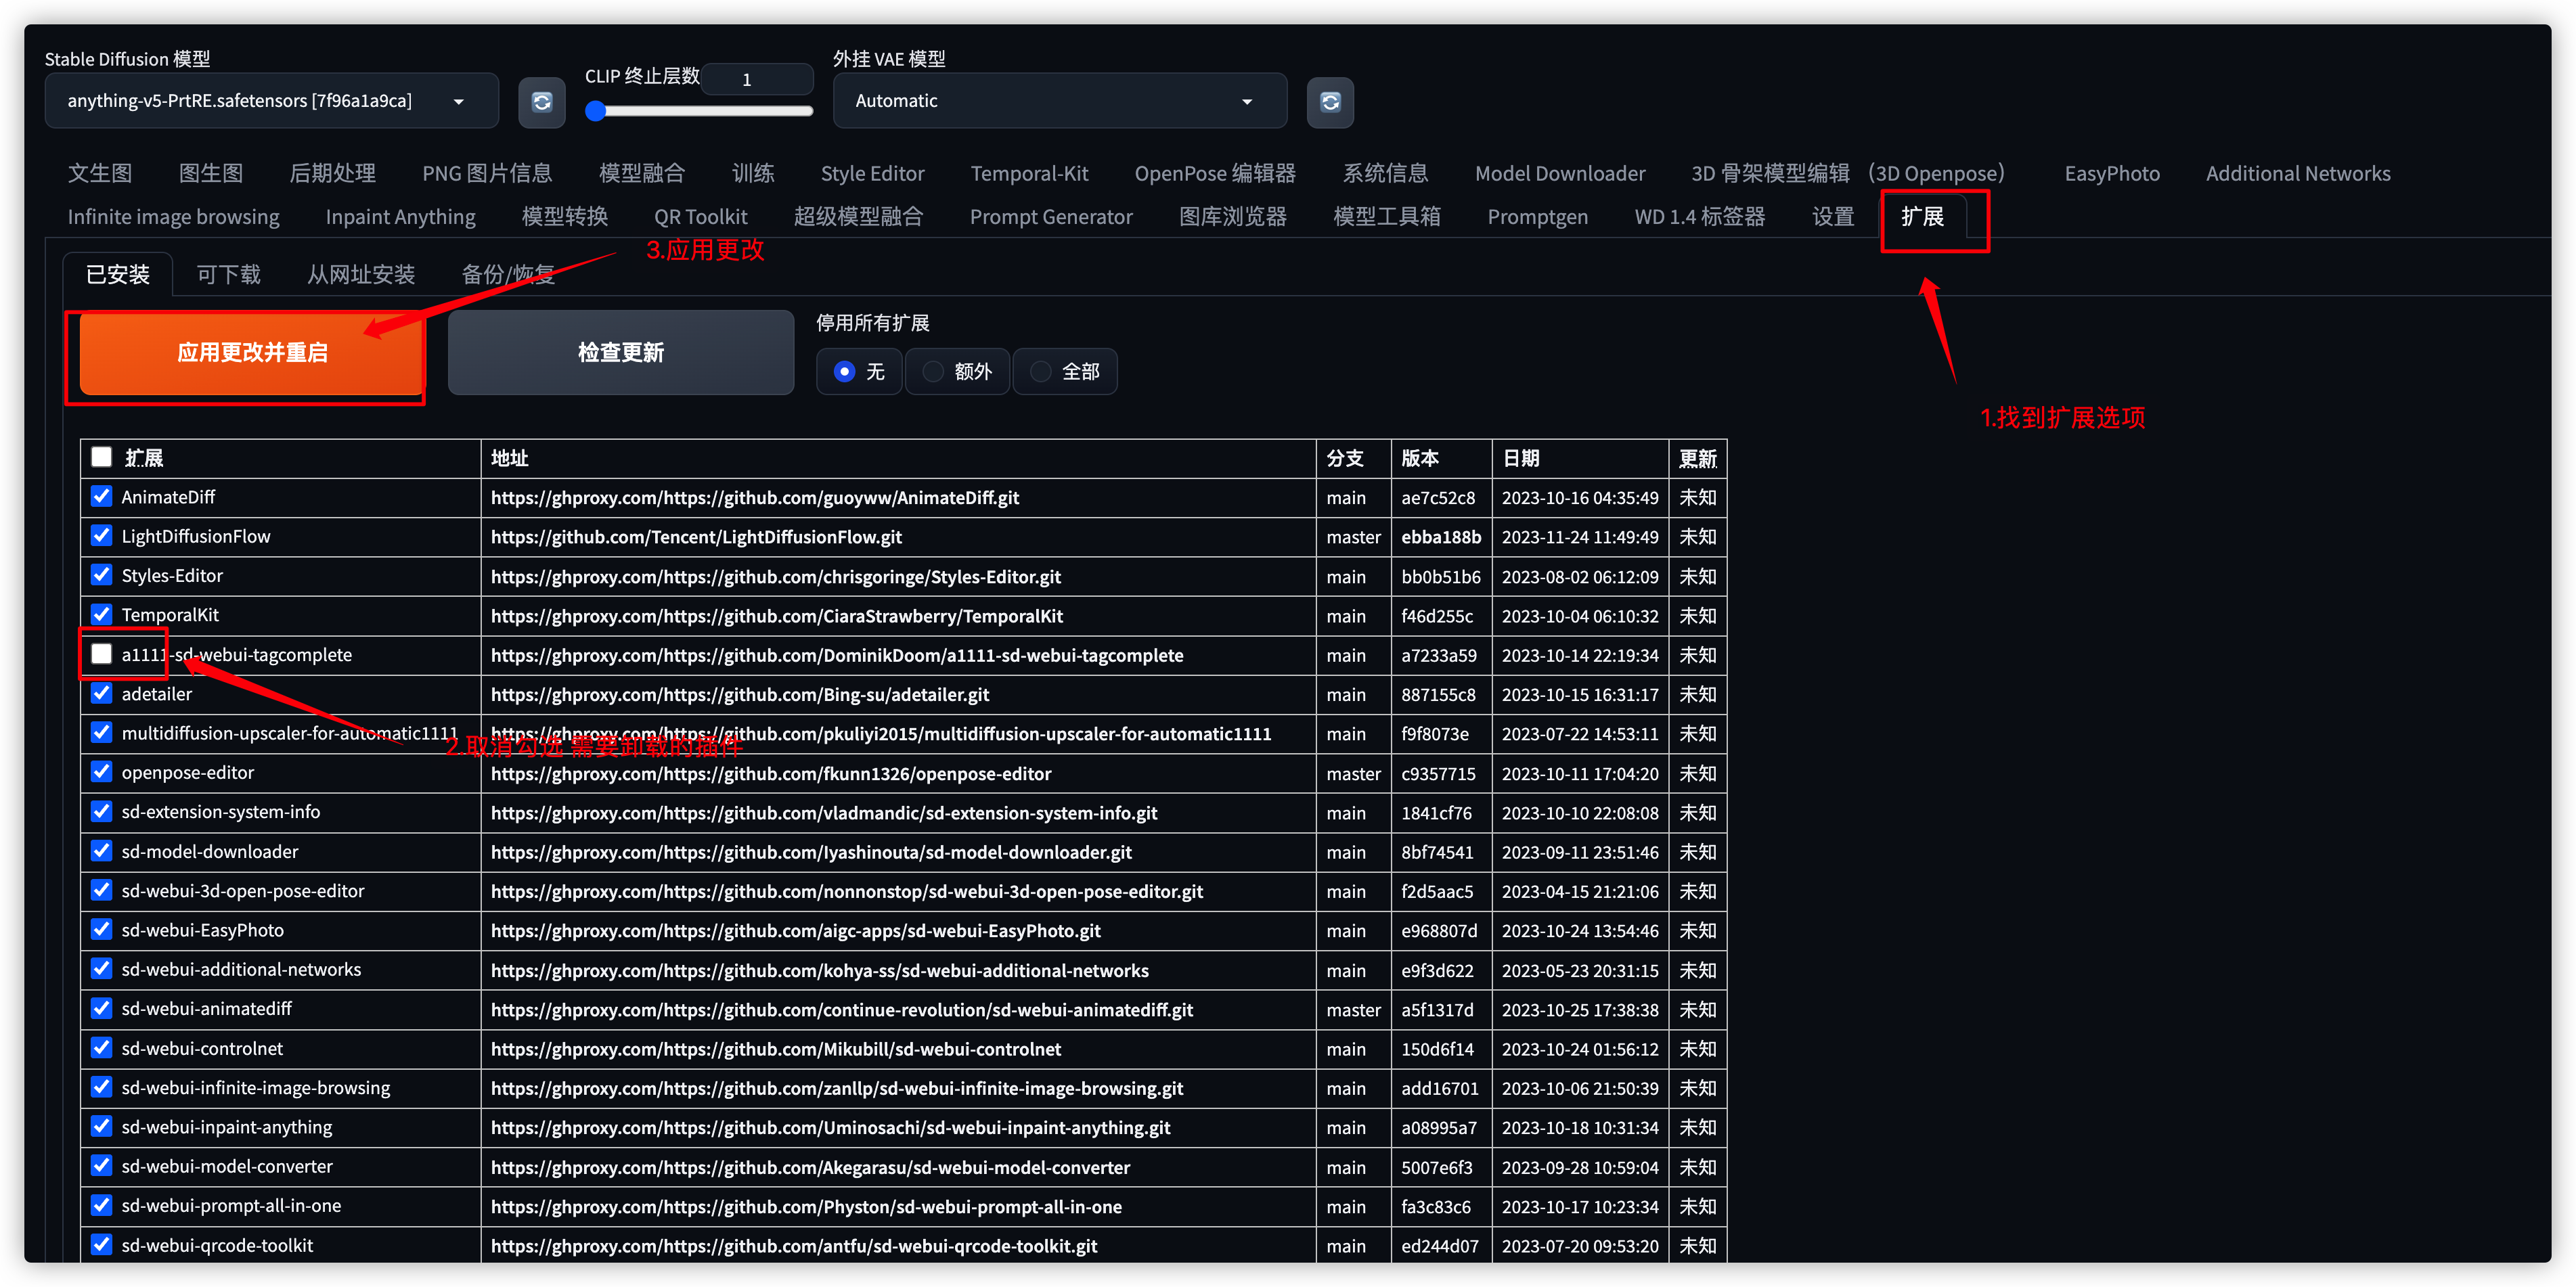 Stable Diffusion 模型
CLIP 终止层数 1
外挂 VAE 模型
anything-v5-PrtRE.safetensors [7f96a1a9ca]
Automatic
文生图 图生图 后期处理 PNG 图片信息 模型融合 训练 Style Editor Temporal-Kit OpenPose 编辑器 系统信息 Model Downloader 3D 骨架模型编辑 （3D Openpose） EasyPhoto Additional Networks
Infinite image browsing Inpaint Anything 模型转换 QR Toolkit 超级模型融合 Prompt Generator 图库浏览器 模型工具箱 Promptgen WD 1.4 标签器 设置 扩展
3.应用更改
已安装 可下载 从网址安装 备份/恢复
应用更改并重启 检查更新
停用所有扩展
无 额外 全部
1.找到扩展选项
扩展 地址 分支 版本 日期 更新
AnimateDiff https://ghproxy.com/https://github.com/guoyww/AnimateDiff.git main ae7c52c8 2023-10-16 04:35:49 未知
LightDiffusionFlow https://github.com/Tencent/LightDiffusionFlow.git master ebba188b 2023-11-24 11:49:49 未知
Styles-Editor https://ghproxy.com/https://github.com/chrisgoringe/Styles-Editor.git main bb0b51b6 2023-08-02 06:12:09 未知
TemporalKit https://ghproxy.com/https://github.com/CiaraStrawberry/TemporalKit main f46d255c 2023-10-04 06:10:32 未知
a1111-sd-webui-tagcomplete https://ghproxy.com/https://github.com/DominikDoom/a1111-sd-webui-tagcomplete main a7233a59 2023-10-14 22:19:34 未知
adetailer https://ghproxy.com/https://github.com/Bing-su/adetailer.git main 887155c8 2023-10-15 16:31:17 未知
multidiffusion-upscaler-for-automatic1111 https://ghproxy.com/https://github.com/pkuliyi2015/multidiffusion-upscaler-for-automatic1111 main f9f8073e 2023-07-22 14:53:11 未知
2.取消勾选 需要卸载的插件
openpose-editor https://ghproxy.com/https://github.com/fkunn1326/openpose-editor master c9357715 2023-10-11 17:04:20 未知
sd-extension-system-info https://ghproxy.com/https://github.com/vladmandic/sd-extension-system-info.git main 1841cf76 2023-10-10 22:08:08 未知
sd-model-downloader https://ghproxy.com/https://github.com/Iyashinouta/sd-model-downloader.git main 8bf74541 2023-09-11 23:51:46 未知
sd-webui-3d-open-pose-editor https://ghproxy.com/https://github.com/nonnonstop/sd-webui-3d-open-pose-editor.git main f2d5aac5 2023-04-15 21:21:06 未知
sd-webui-EasyPhoto https://ghproxy.com/https://github.com/aigc-apps/sd-webui-EasyPhoto.git main e968807d 2023-10-24 13:54:46 未知
sd-webui-additional-networks https://ghproxy.com/https://github.com/kohya-ss/sd-webui-additional-networks main e9f3d622 2023-05-23 20:31:15 未知
sd-webui-animatediff https://ghproxy.com/https://github.com/continue-revolution/sd-webui-animatediff.git master a5f1317d 2023-10-25 17:38:38 未知
sd-webui-controlnet https://ghproxy.com/https://github.com/Mikubill/sd-webui-controlnet main 150d6f14 2023-10-24 01:56:12 未知
sd-webui-infinite-image-browsing https://ghproxy.com/https://github.com/zanllp/sd-webui-infinite-image-browsing.git main add16701 2023-10-06 21:50:39 未知
sd-webui-inpaint-anything https://ghproxy.com/https://github.com/Uminosachi/sd-webui-inpaint-anything.git main a08995a7 2023-10-18 10:31:34 未知
sd-webui-model-converter https://ghproxy.com/https://github.com/Akegarasu/sd-webui-model-converter main 5007e6f3 2023-09-28 10:59:04 未知
sd-webui-prompt-all-in-one https://ghproxy.com/https://github.com/Physton/sd-webui-prompt-all-in-one main fa3c83c6 2023-10-17 10:23:34 未知
sd-webui-qrcode-toolkit https://ghproxy.com/https://github.com/antfu/sd-webui-qrcode-toolkit.git main ed244d07 2023-07-20 09:53:20 未知